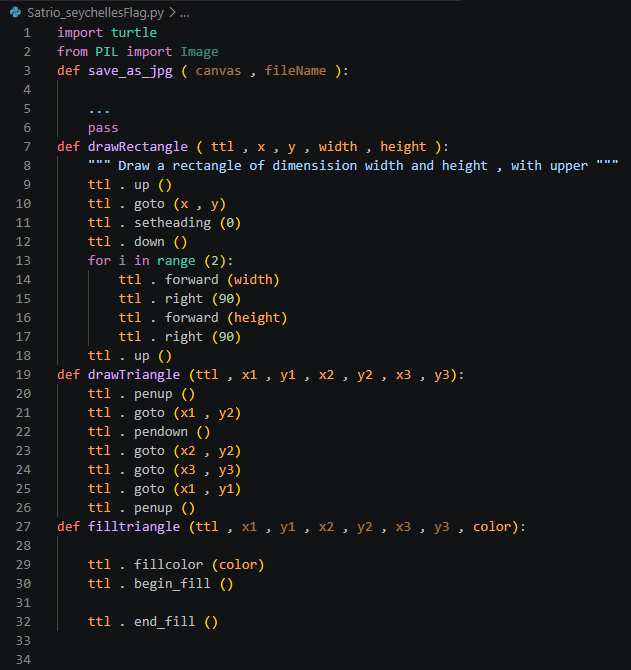 Satrio_seychellesFlag.py > ...
1 import turtle
2 from PIL import Image
3 def save_as_jpg ( canvas , fileName ):
4
5     ...
6     pass
7 def drawRectangle ( ttl , x , y , width , height ):
8     """ Draw a rectangle of dimensision width and height , with upper """
9     ttl . up ()
10     ttl . goto (x , y)
11     ttl . setheading (0)
12     ttl . down ()
13     for i in range (2):
14         ttl . forward (width)
15         ttl . right (90)
16         ttl . forward (height)
17         ttl . right (90)
18     ttl . up ()
19 def drawTriangle (ttl , x1 , y1 , x2 , y2 , x3 , y3):
20     ttl . penup ()
21     ttl . goto (x1 , y2)
22     ttl . pendown ()
23     ttl . goto (x2 , y2)
24     ttl . goto (x3 , y3)
25     ttl . goto (x1 , y1)
26     ttl . penup ()
27 def filltriangle (ttl , x1 , y1 , x2 , y2 , x3 , y3 , color):
28
29     ttl . fillcolor (color)
30     ttl . begin_fill ()
31
32     ttl . end_fill ()
33
34